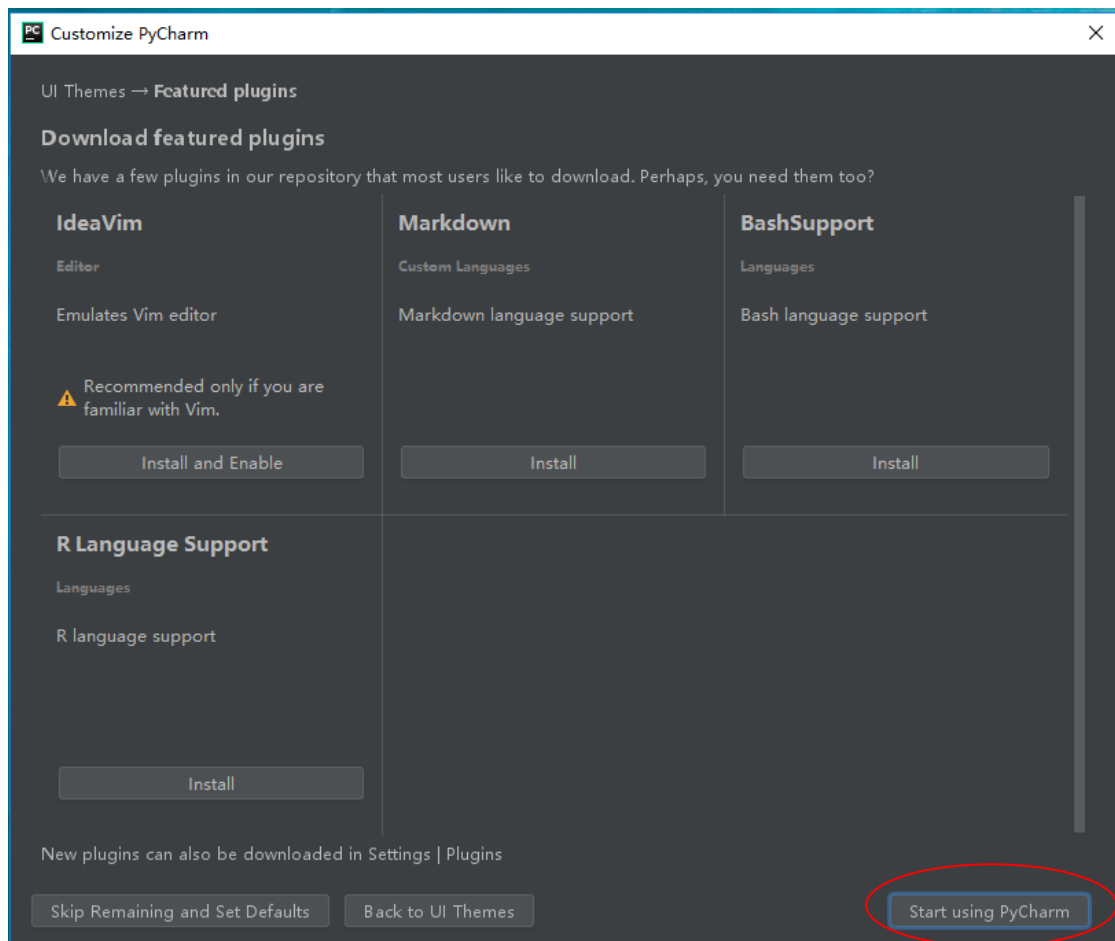 PC Customize PyCharm
UI Themes → Featured plugins
Download featured plugins
We have a few plugins in our repository that most users like to download. Perhaps, you need them too?
IdeaVim
Editor
Emulates Vim editor
Recommended only if you are
familiar with Vim.
Install and Enable
Markdown
Custom Languages
Markdown language support
Install
BashSupport
Languages
Bash language support
Install
R Language Support
Languages
R language support
Install
New plugins can also be downloaded in Settings | Plugins
Skip Remaining and Set Defaults
Back to UI Themes
Start using PyCharm